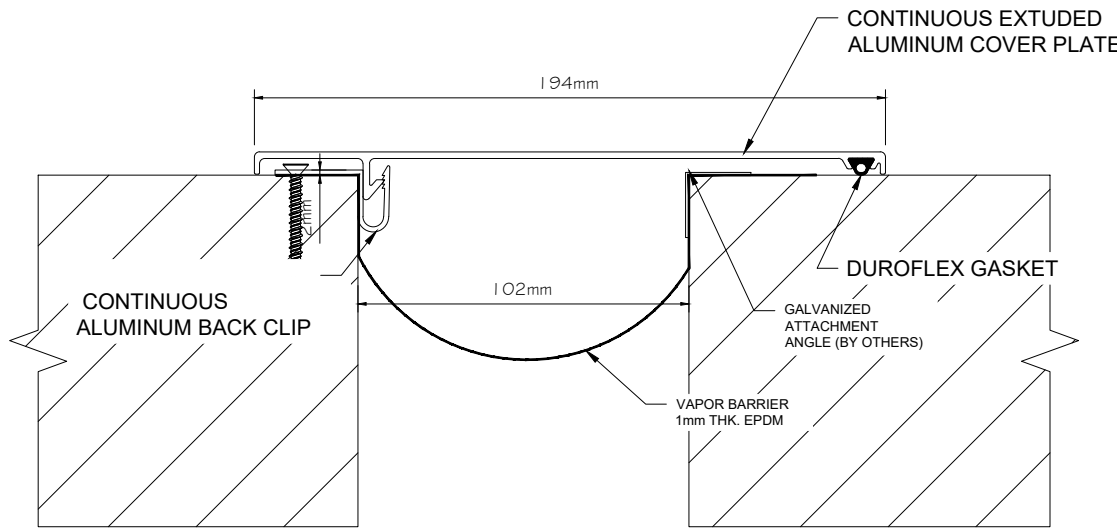 CONTINUOUS EXTUDED
ALUMINUM COVER PLATE
194mm
2mm
102mm
DUROFLEX GASKET
CONTINUOUS
ALUMINUM BACK CLIP
GALVANIZED
ATTACHMENT
ANGLE (BY OTHERS)
VAPOR BARRIER
1mm THK. EPDM